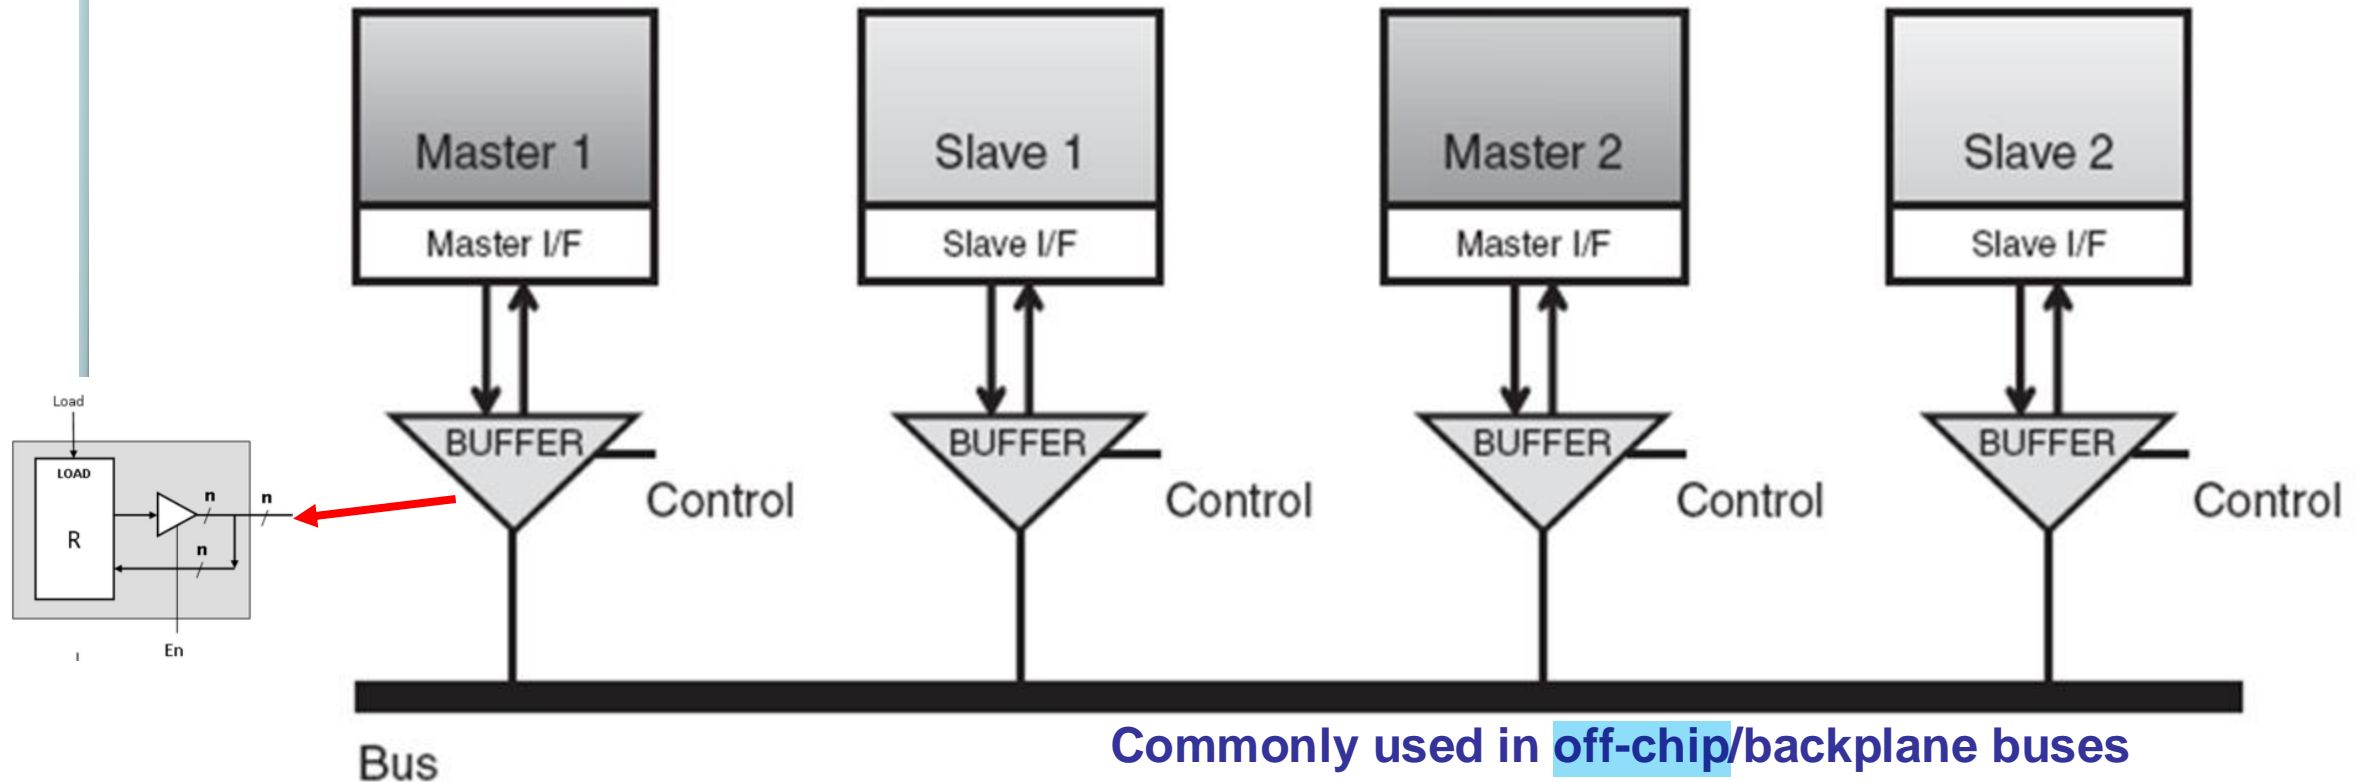 Master 1
Slave 1
Master 2
Slave 2
Master I/F
Slave I/F
Master I/F
Slave I/F
Load
LOAD
R
n
n
n
En
BUFFER
Control
BUFFER
Control
BUFFER
Control
BUFFER
Control
Bus
Commonly used in off-chip/backplane buses